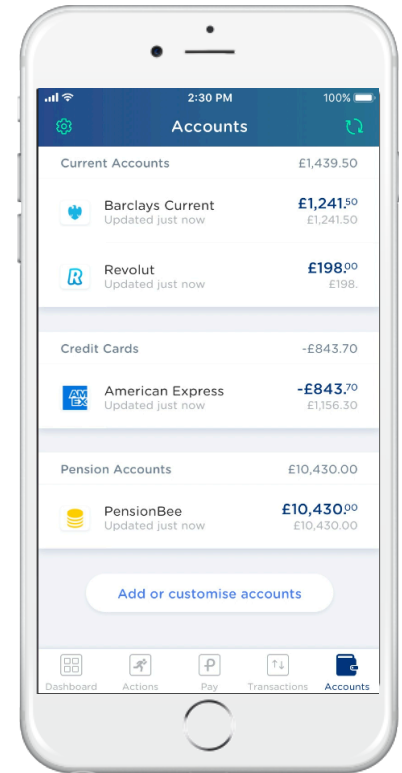 2:30 PM
100%
Accounts
Current Accounts £1,439.50
Barclays Current £1,241.50
Updated just now £1,241.50
Revolut £198.00
Updated just now £198.
Credit Cards -£843.70
AM
EX
American Express -£843.70
Updated just now £1,156.30
Pension Accounts £10,430.00
PensionBee £10,430.00
Updated just now £10,430.00
Add or customise accounts
Dashboard Actions Pay Transactions Accounts